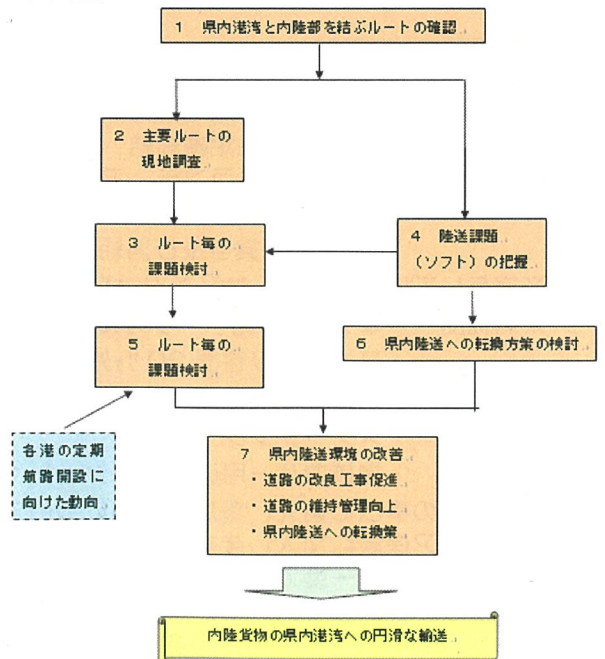 1 県内港湾と内陸部を結ぶルートの確認
2 主要ルートの
現地調査
3 ルート毎の
課題検討
4 陸送課題
(ソフト)の把握
5 ルート毎の
課題検討
6 県内陸送への転換方策の検討
各港の定期
航路開設に
向けた動向
7 県内陸送環境の改善
・道路の改良工事促進
・道路の維持管理向上
・県内陸送への転換策
内陸貨物の県内港湾への円滑な輸送